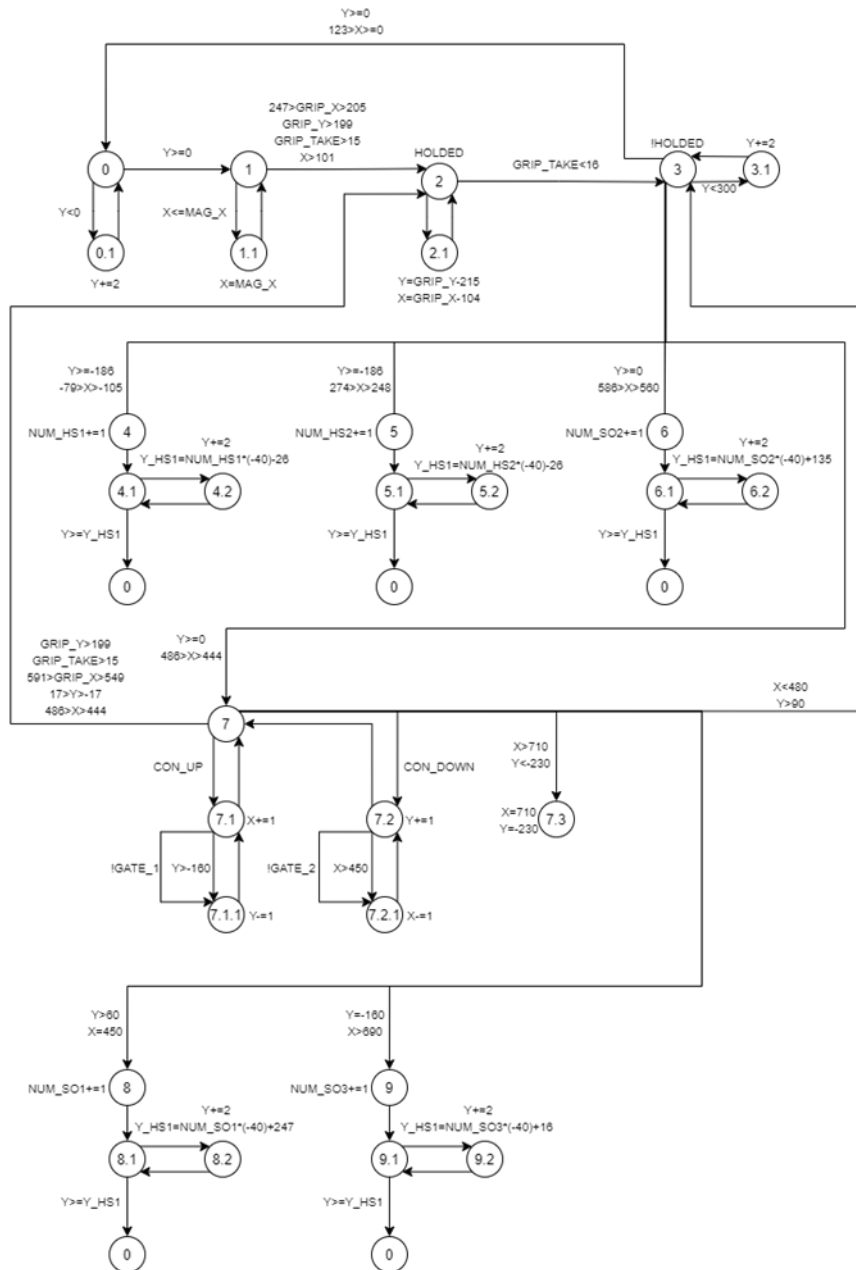 Y>=0
123>X>=0
247>GRIP_X>205
GRIP_Y>199
GRIP_TAKE>15
X>101
Y>=0
HOLDED
GRIP_TAKE<16
!HOLDED
Y+=2
0
1
2
3
3.1
Y<0
X<=MAG_X
Y<300
0.1
1.1
2.1
Y+=2
X=MAG_X
Y=GRIP_Y-215
X=GRIP_X-104
Y>=-186
-79>X>-105
Y>=-186
274>X>248
Y>=0
586>X>560
NUM_HS1+=1
4
NUM_HS2+=1
5
NUM_SO2+=1
6
Y+=2
Y_HS1=NUM_HS1*(-40)-26
Y+=2
Y_HS1=NUM_HS2*(-40)-26
Y+=2
Y_HS1=NUM_SO2*(-40)+135
4.1
4.2
5.1
5.2
6.1
6.2
Y>=Y_HS1
Y>=Y_HS1
Y>=Y_HS1
0
0
0
GRIP_Y>199
GRIP_TAKE>15
591>GRIP_X>549
17>Y>-17
486>X>444
Y>=0
486>X>444
X<480
Y>90
7
CON_UP
CON_DOWN
X>710
Y<-230
7.1
X+=1
7.2
Y+=1
X=710
Y=-230
7.3
!GATE_1
Y>-160
!GATE_2
X>450
7.1.1
Y-=1
7.2.1
X-=1
Y>60
X=450
Y=-160
X>690
NUM_SO1+=1
8
NUM_SO3+=1
9
Y+=2
Y_HS1=NUM_SO1*(-40)+247
Y+=2
Y_HS1=NUM_SO3*(-40)+16
8.1
8.2
9.1
9.2
Y>=Y_HS1
Y>=Y_HS1
0
0